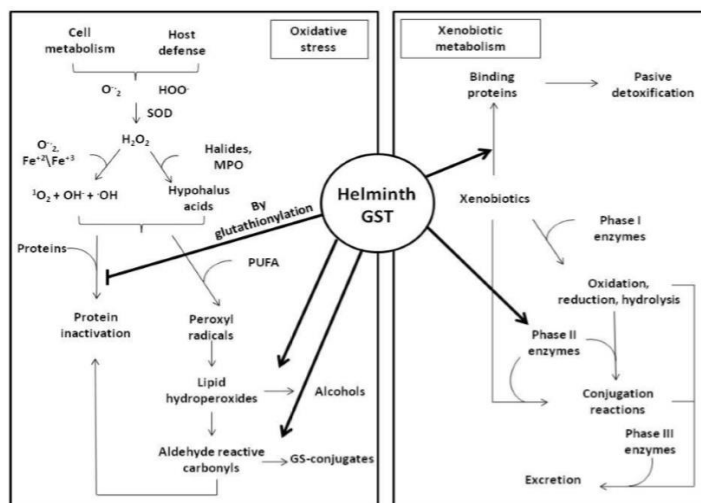 Cell
metabolism
Host
defense
Oxidative
stress
O⁻·₂ HOO·
SOD
H₂O₂
O⁻·₂,
Fe⁺²\Fe⁺³
Halides,
MPO
¹O₂ + OH⁻ + ·OH
Hypohalus
acids
By
glutathionylation
Proteins
PUFA
Protein
inactivation
Peroxyl
radicals
Lipid
hydroperoxides
Alcohols
Aldehyde reactive
carbonyls
GS-conjugates
Helminth
GST
Xenobiotic
metabolism
Binding
proteins
Pasive
detoxification
Xenobiotics
Phase I
enzymes
Oxidation,
reduction, hydrolysis
Phase II
enzymes
Conjugation
reactions
Phase III
enzymes
Excretion